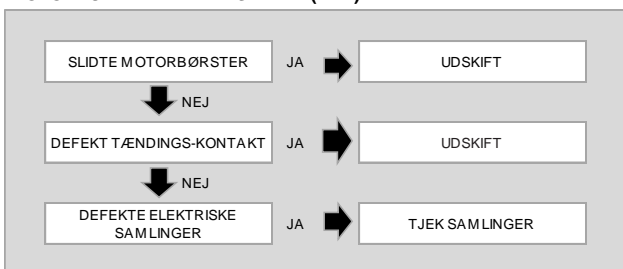 SLIDTE MOTORBØRSTER JA UDSKIFT
NEJ
DEFEKT TÆNDINGS-KONTAKT JA UDSKIFT
NEJ
DEFEKTE ELEKTRISKE
SAMLINGER JA TJEK SAMLINGER